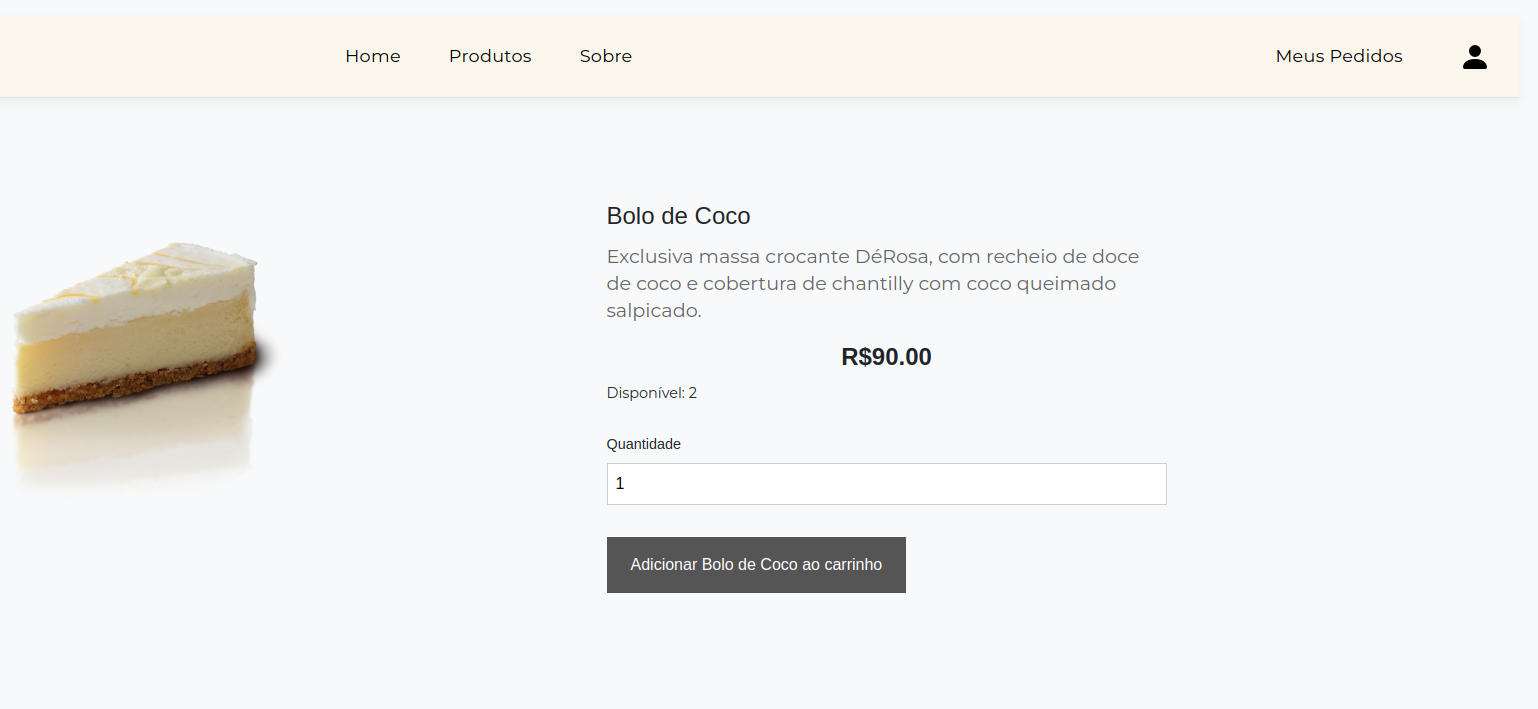 Home Produtos Sobre Meus Pedidos
Bolo de Coco
Exclusiva massa crocante DéRosa, com recheio de doce
de coco e cobertura de chantilly com coco queimado
salpicado.
R$90.00
Disponível: 2
Quantidade
1
Adicionar Bolo de Coco ao carrinho